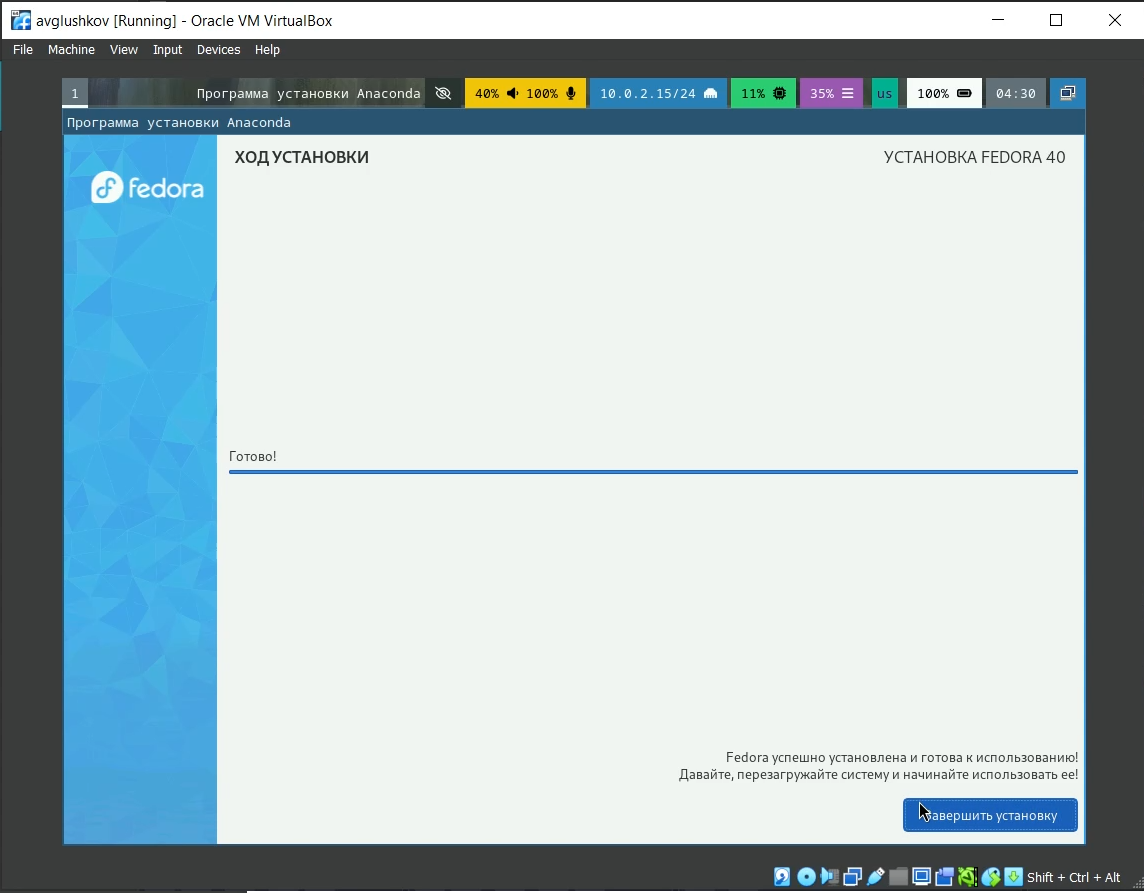 avglushkov [Running] - Oracle VM VirtualBox
File Machine View Input Devices Help
1 Программа установки Anaconda 40% 100% 10.0.2.15/24 11% 35% us 100% 04:30
Программа установки Anaconda
ХОД УСТАНОВКИ УСТАНОВКА FEDORA 40
fedora
Готово!
Fedora успешно установлена и готова к использованию!
Давайте, перезагружайте систему и начинайте использовать ее!
Завершить установку
Shift + Ctrl + Alt